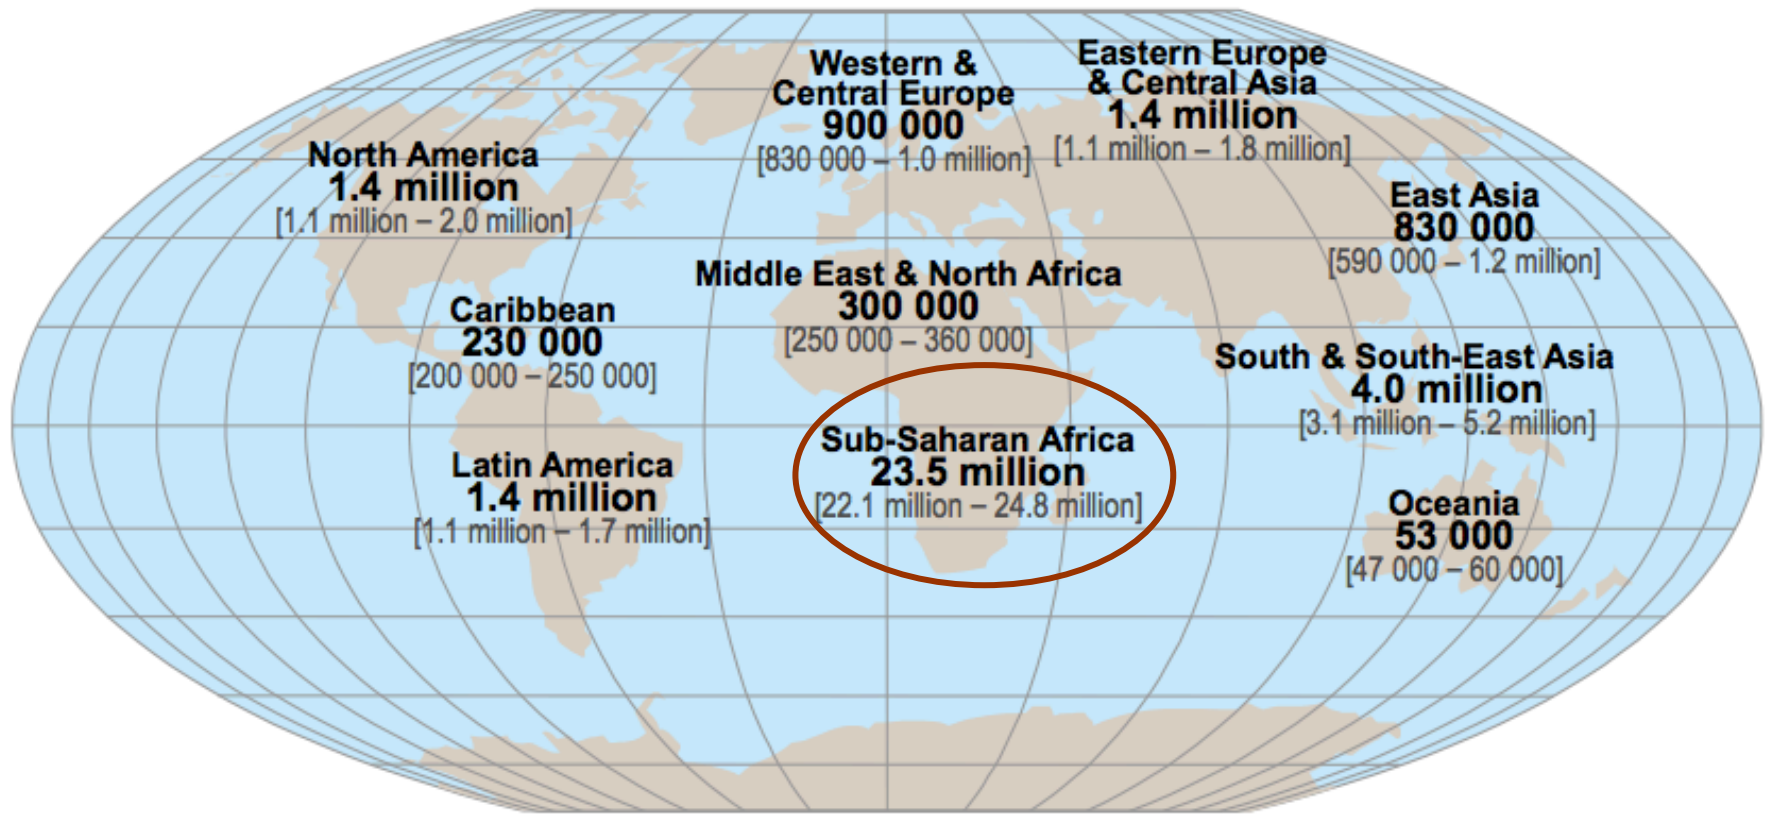 Western &
Central Europe
900 000
[830 000 – 1.0 million]
Eastern Europe
& Central Asia
1.4 million
[1.1 million – 1.8 million]
North America
1.4 million
[1.1 million – 2.0 million]
East Asia
830 000
[590 000 – 1.2 million]
Middle East & North Africa
300 000
[250 000 – 360 000]
Caribbean
230 000
[200 000 – 250 000]
South & South-East Asia
4.0 million
[3.1 million – 5.2 million]
Sub-Saharan Africa
23.5 million
[22.1 million – 24.8 million]
Latin America
1.4 million
[1.1 million – 1.7 million]
Oceania
53 000
[47 000 – 60 000]